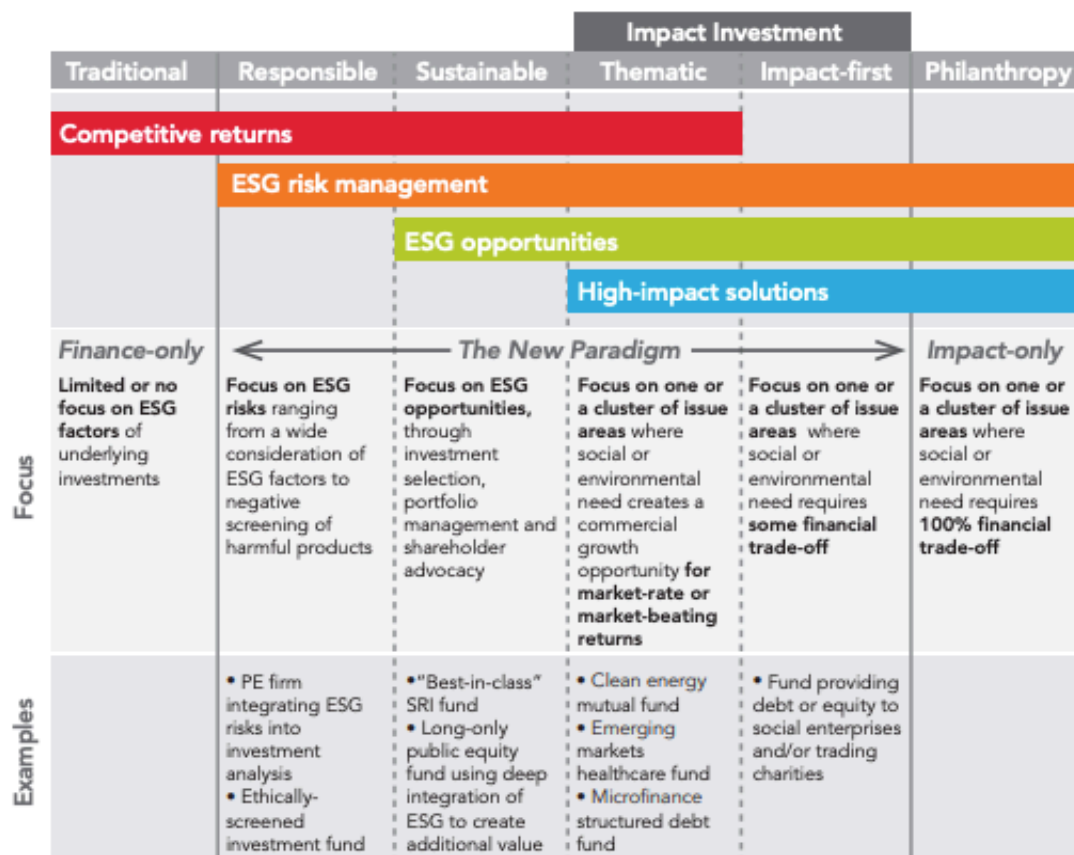 Impact Investment
Traditional
Responsible
Sustainable
Thematic
Impact-first
Philanthropy
Competitive returns
ESG risk management
ESG opportunities
High-impact solutions
Finance-only
The New Paradigm
Impact-only
Focus
Limited or no
focus on ESG
factors of
underlying
investments
Focus on ESG
risks ranging
from a wide
consideration of
ESG factors to
negative
screening of
harmful products
Focus on ESG
opportunities,
through
investment
selection,
portfolio
management and
shareholder
advocacy
Focus on one or
a cluster of issue
areas where
social or
environmental
need creates a
commercial
growth
opportunity for
market-rate or
market-beating
returns
Focus on one or
a cluster of issue
areas where
social or
environmental
need requires
some financial
trade-off
Focus on one or
a cluster of issue
areas where
social or
environmental
need requires
100% financial
trade-off
Examples
• PE firm
integrating ESG
risks into
investment
analysis
• Ethically-
screened
investment fund
•"Best-in-class"
SRI fund
• Long-only
public equity
fund using deep
integration of
ESG to create
additional value
• Clean energy
mutual fund
• Emerging
markets
healthcare fund
• Microfinance
structured debt
fund
• Fund providing
debt or equity to
social enterprises
and/or trading
charities